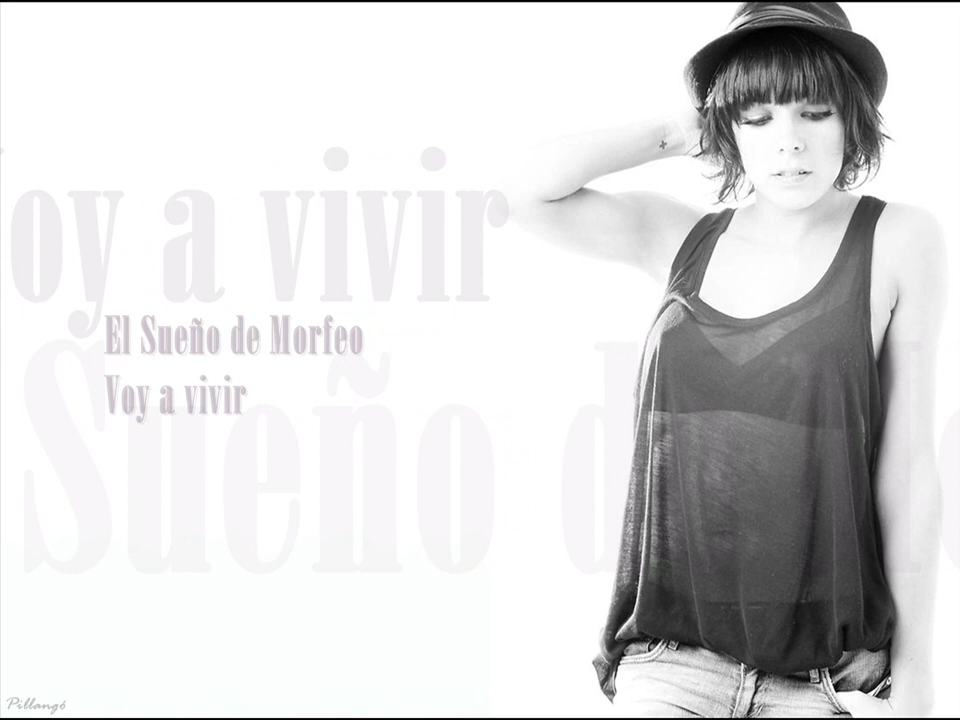 oy a vivir
El Sueño de Morfeo
Voy a vivir
Sueño d
Pillangó